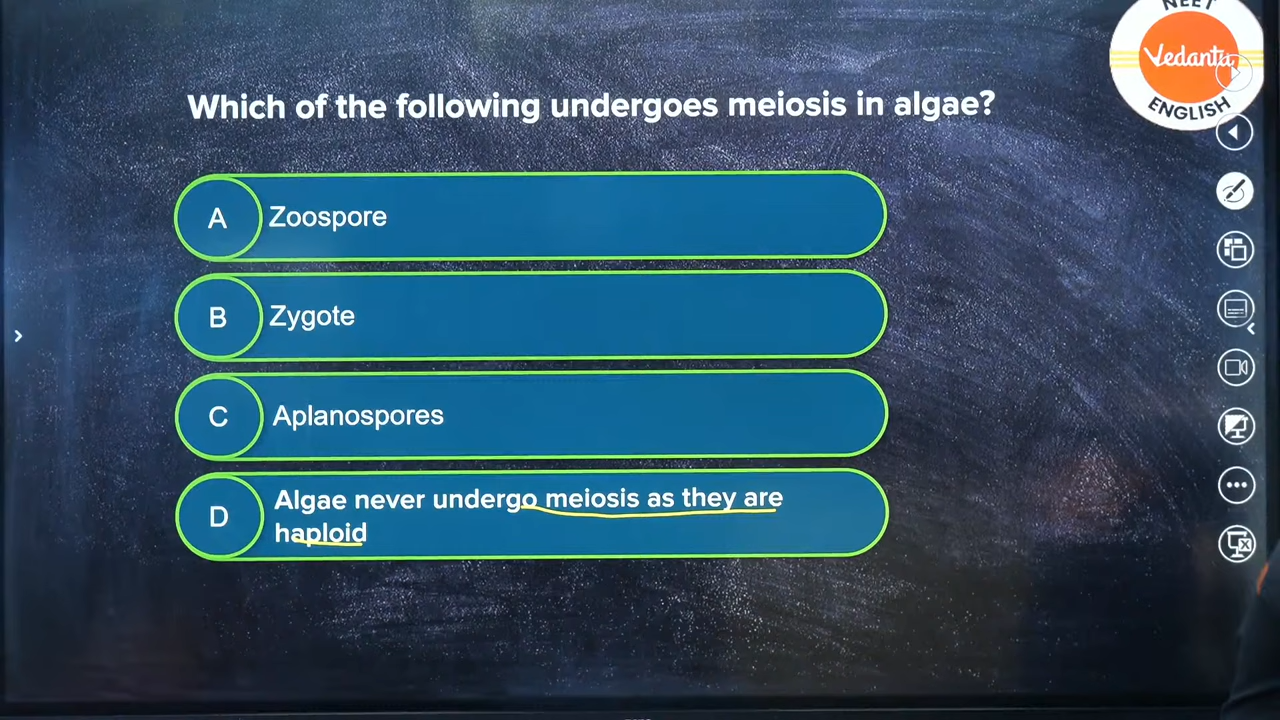 NEET
Vedantu
ENGLISH
Which of the following undergoes meiosis in algae?
A Zoospore
B Zygote
C Aplanospores
D Algae never undergo meiosis as they are
haploid